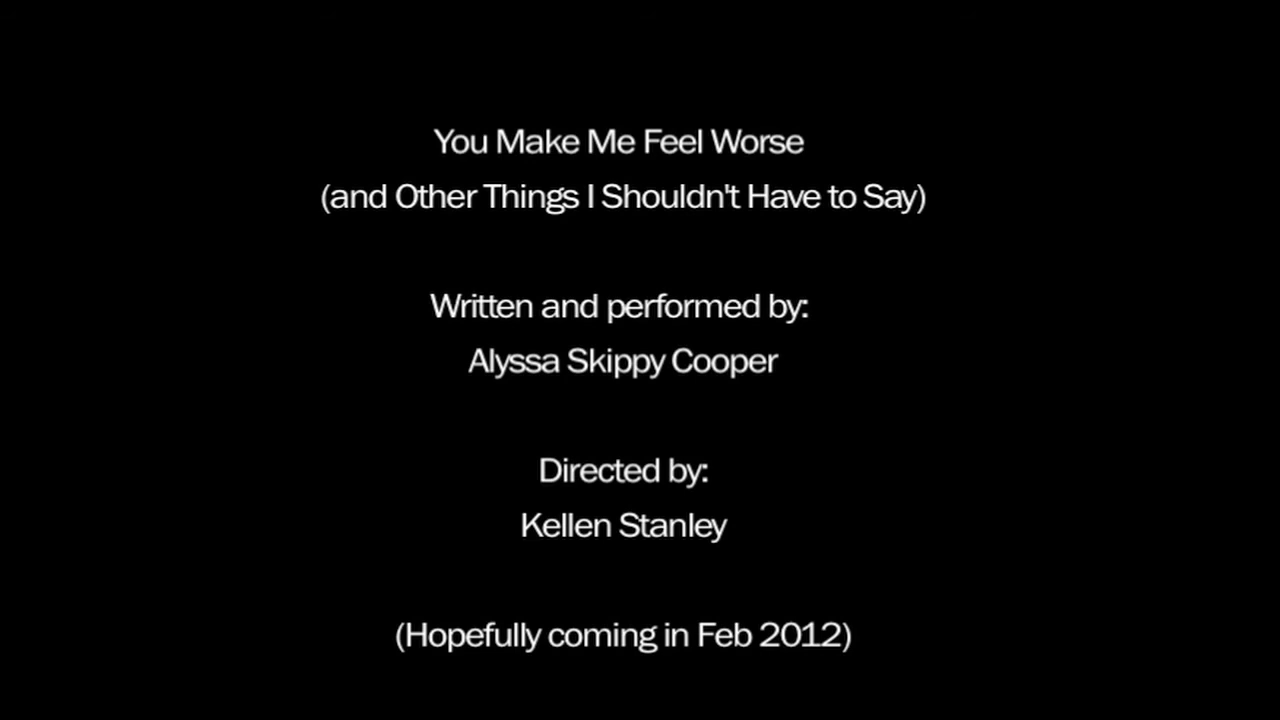 You Make Me Feel Worse
(and Other Things I Shouldn't Have to Say)
Written and performed by:
Alyssa Skippy Cooper
Directed by:
Kellen Stanley
(Hopefully coming in Feb 2012)